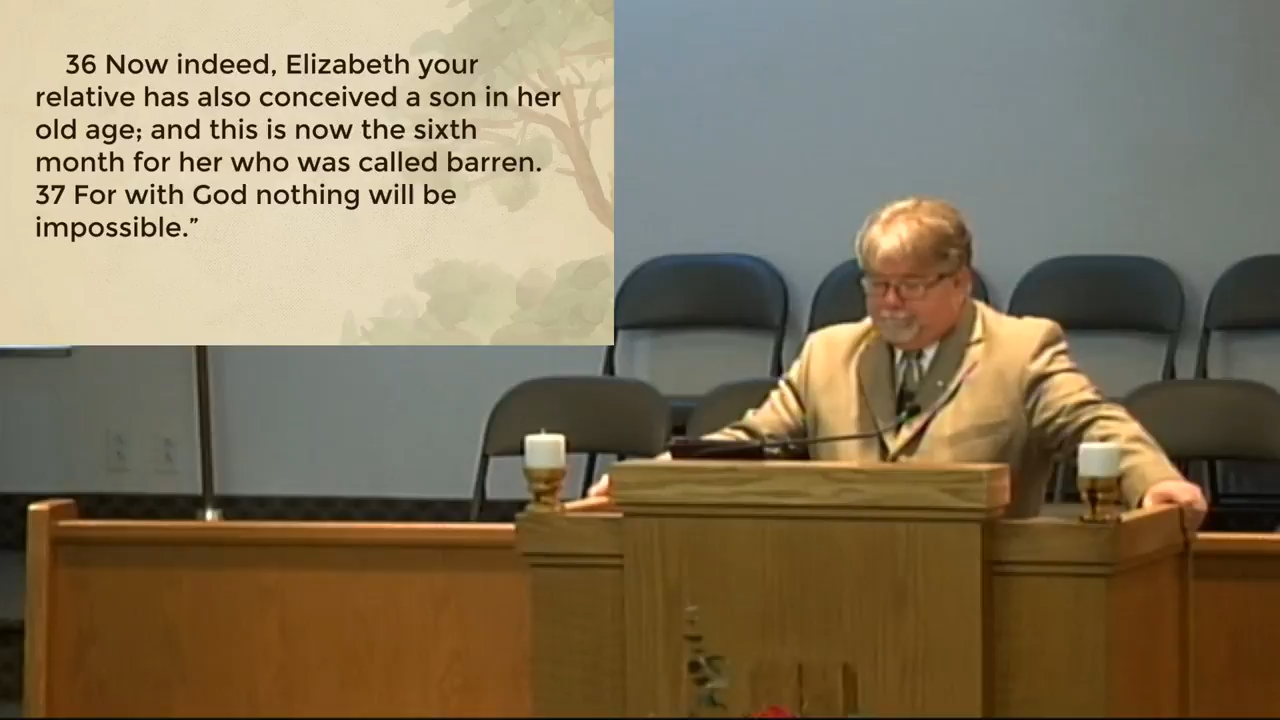 36 Now indeed, Elizabeth your
relative has also conceived a son in her
old age; and this is now the sixth
month for her who was called barren.
37 For with God nothing will be
impossible.”